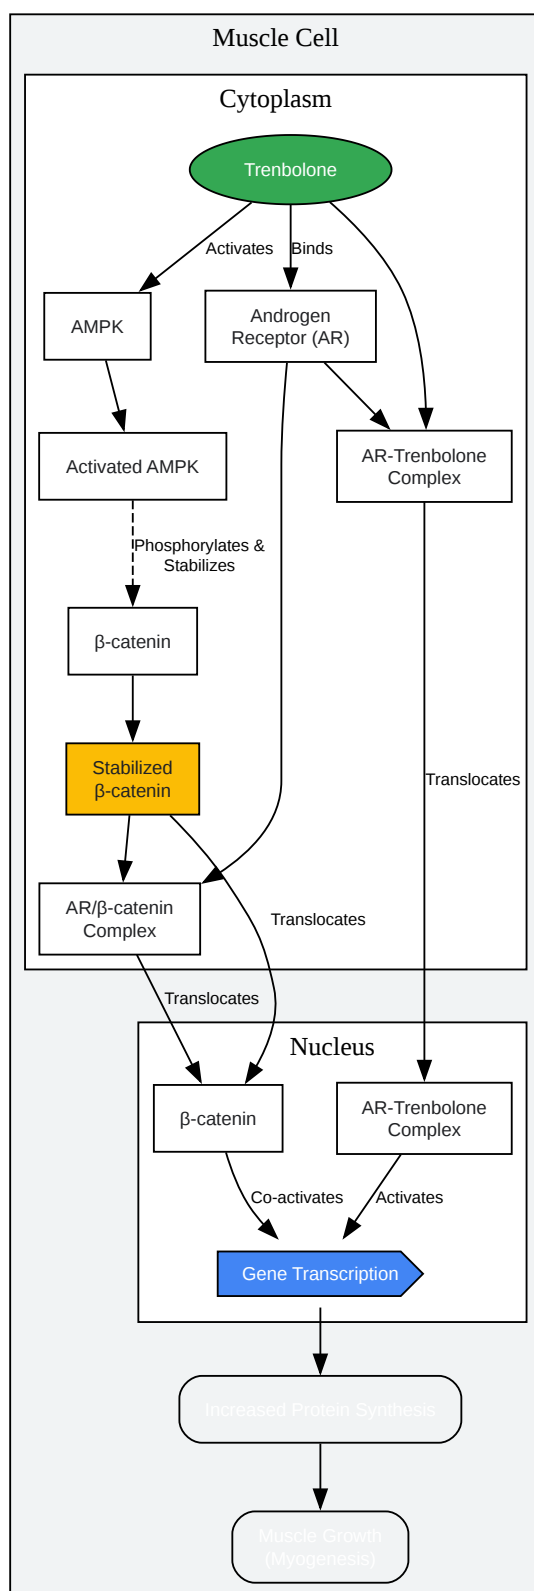 Muscle Cell
Cytoplasm
Trenbolone
Activates
Binds
AMPK
Androgen
Receptor (AR)
Activated AMPK
AR-Trenbolone
Complex
Phosphorylates &
Stabilizes
β-catenin
Stabilized
β-catenin
Translocates
AR/β-catenin
Complex
Translocates
Translocates
Nucleus
β-catenin
AR-Trenbolone
Complex
Co-activates
Activates
Gene Transcription
Increased Protein Synthesis
Muscle Growth
(Myogenesis)